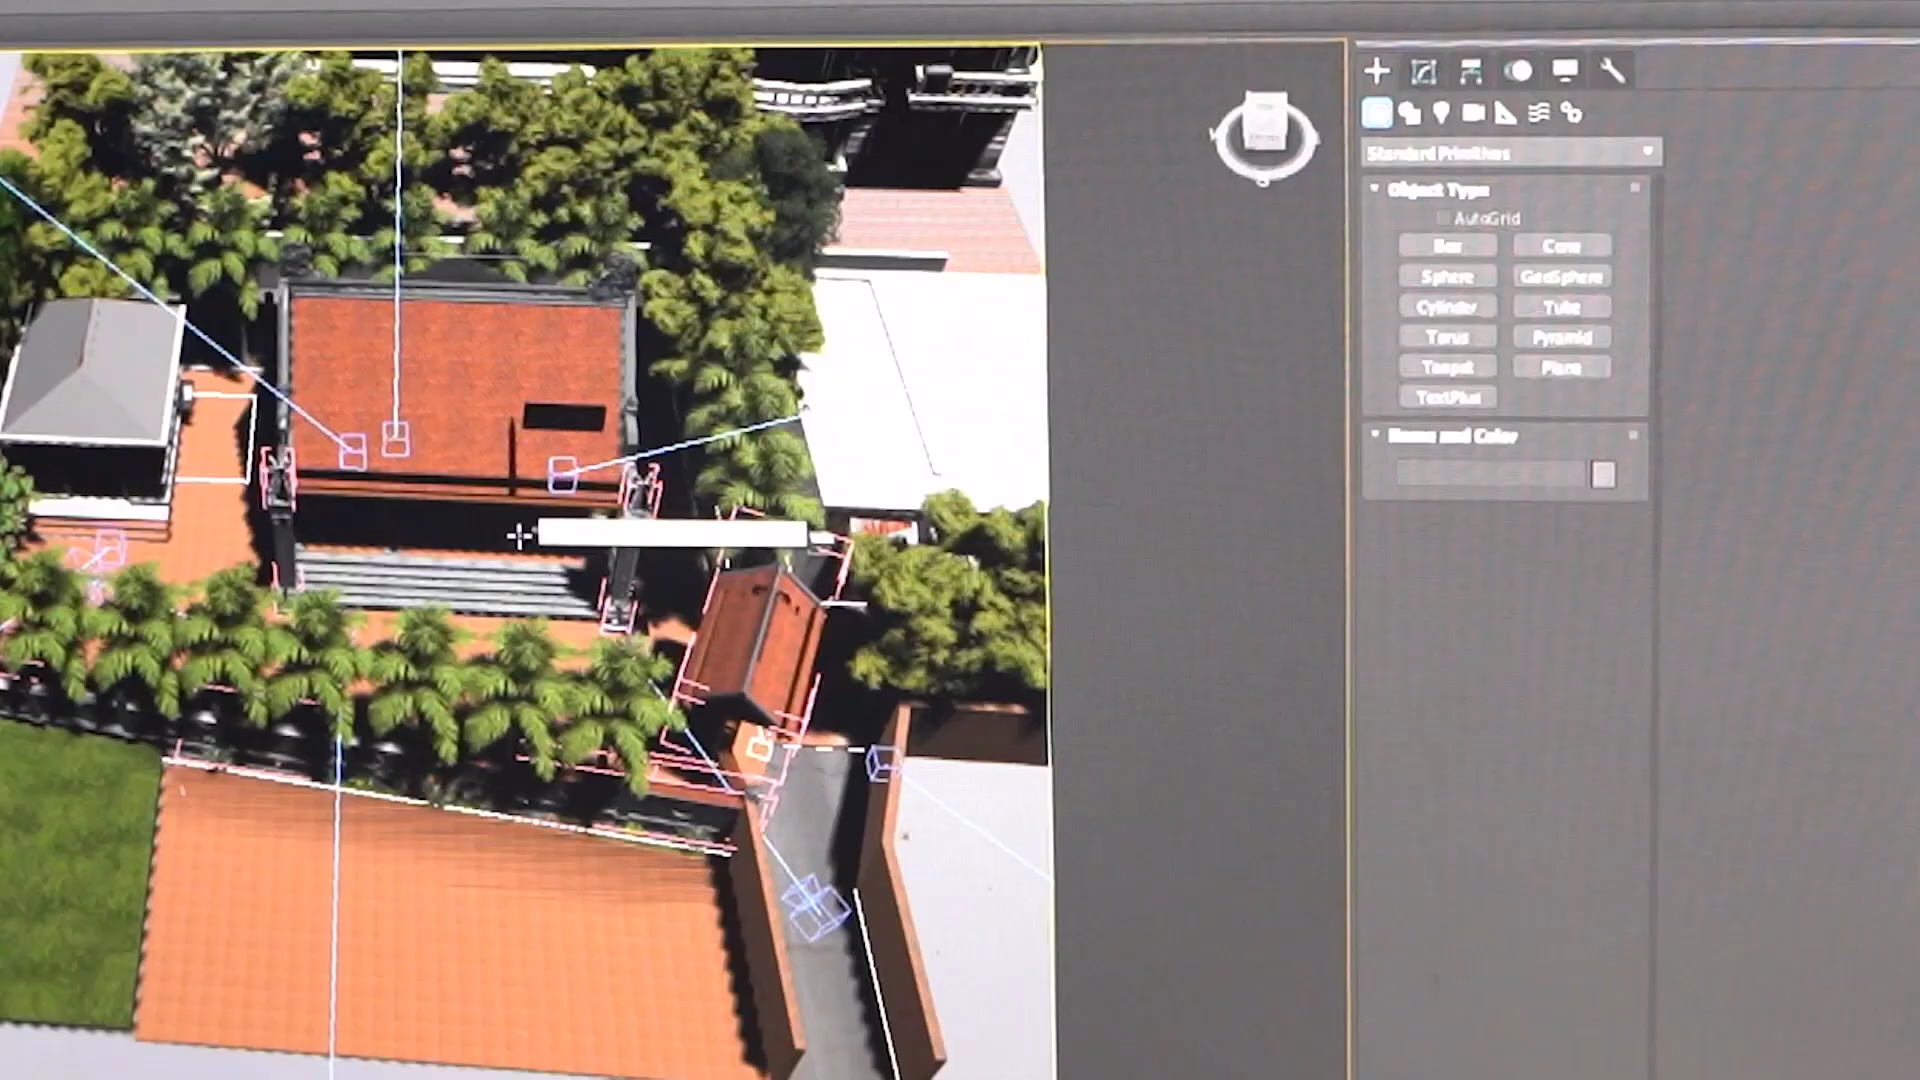 Standard Primitives
Object Type
AutoGrid
Box Cone
Sphere GeoSphere
Cylinder Tube
Torus Pyramid
Teapot Plane
TextPlus
Name and Color